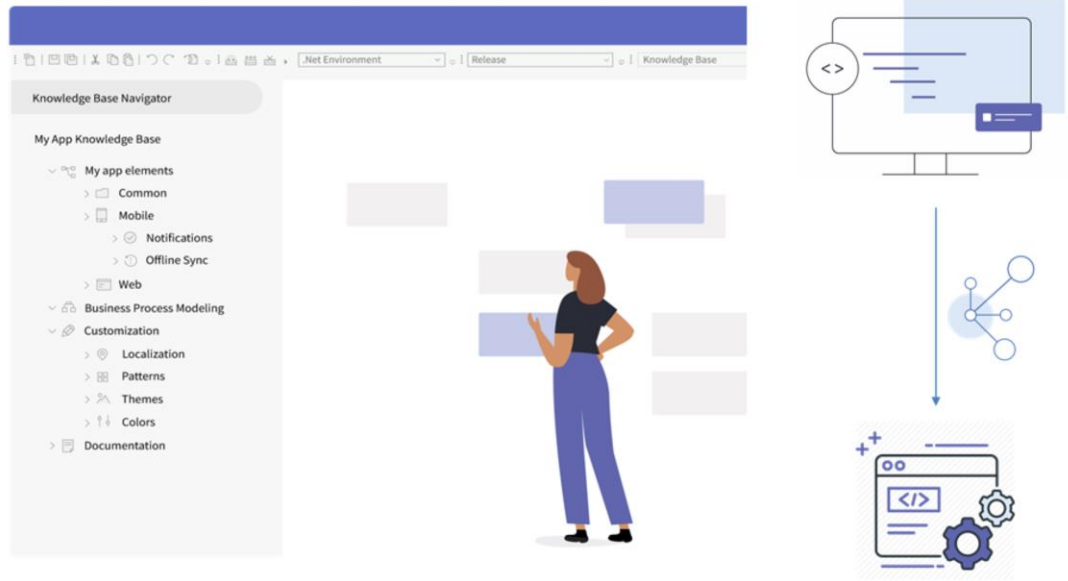 .Net Environment
Release
Knowledge Base
Knowledge Base Navigator
My App Knowledge Base
My app elements
Common
Mobile
Notifications
Offline Sync
Web
Business Process Modeling
Customization
Localization
Patterns
Themes
Colors
Documentation
<>
</>